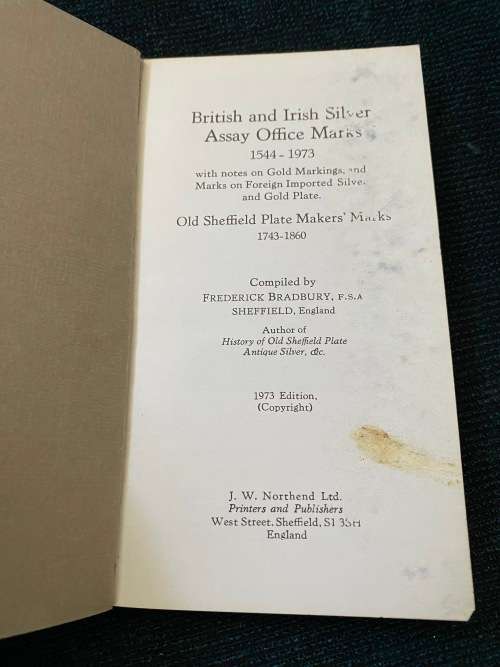 British and Irish Silver
Assay Office Marks
1544 - 1973
with notes on Gold Markings, and
Marks on Foreign Imported Silver
and Gold Plate.
Old Sheffield Plate Makers' Marks
1743-1860
Compiled by
FREDERICK BRADBURY, F.S.A
SHEFFIELD, England
Author of
History of Old Sheffield Plate
Antique Silver, &c.
1973 Edition,
(Copyright)
J. W. Northend Ltd.
Printers and Publishers
West Street, Sheffield, S1
England